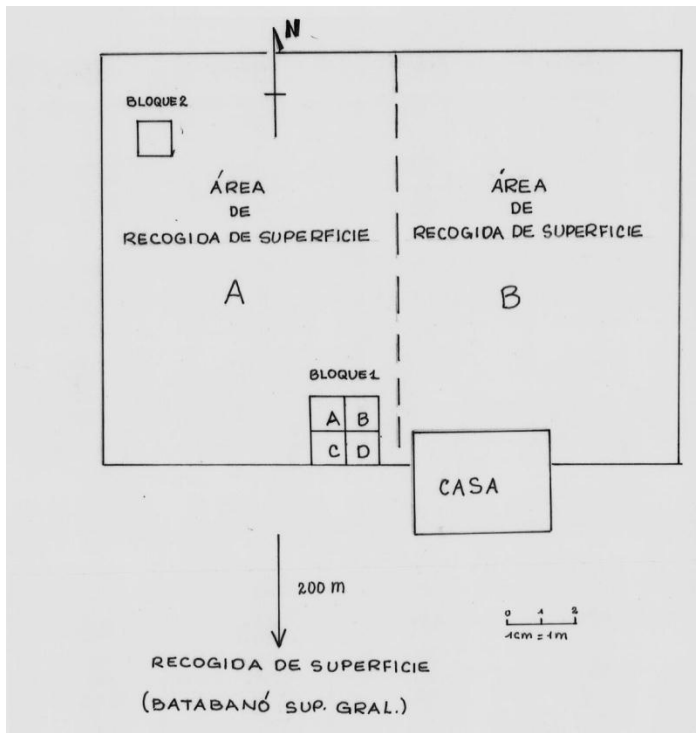 N
BLOQUE2
ÁREA
DE
RECOGIDA DE SUPERFICIE
A
ÁREA
DE
RECOGIDA DE SUPERFICIE
B
BLOQUE1
A B
C D
CASA
200 m
0 1 2
1cm = 1m
RECOGIDA DE SUPERFICIE
(BATABANÓ SUP. GRAL.)